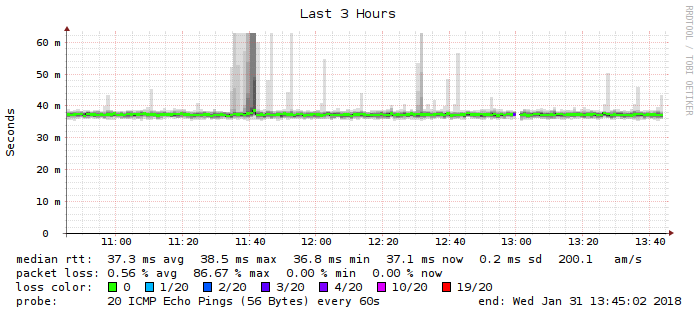 Last 3 Hours
RRDTOOL / TOBI OETIKER
Seconds
60 m
50 m
40 m
30 m
20 m
10 m
0
11:00 11:20 11:40 12:00 12:20 12:40 13:00 13:20 13:40
median rtt: 37.3 ms avg 38.5 ms max 36.8 ms min 37.1 ms now 0.2 ms sd 200.1 am/s
packet loss: 0.56 % avg 86.67 % max 0.00 % min 0.00 % now
loss color: 0 1/20 2/20 3/20 4/20 10/20 19/20
probe: 20 ICMP Echo Pings (56 Bytes) every 60s end: Wed Jan 31 13:45:02 2018